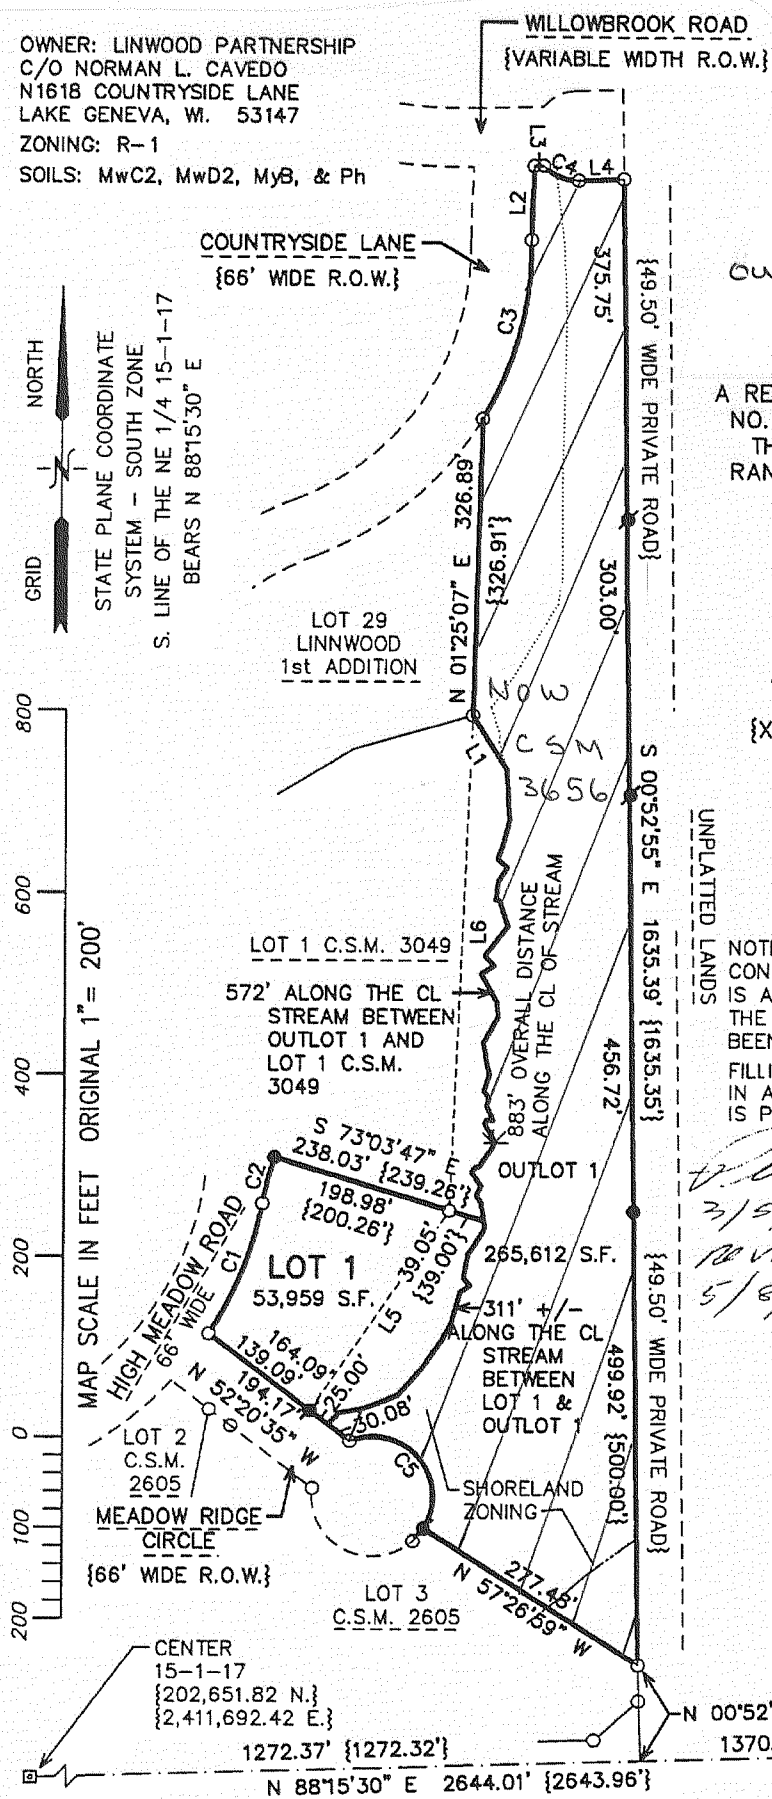 OWNER: LINWOOD PARTNERSHIP
C/O NORMAN L. CAVEDO
N1618 COUNTRYSIDE LANE
LAKE GENEVA, WI. 53147
ZONING: R-1
SOILS: MwC2, MwD2, MyB, & Ph
WILLOWBROOK ROAD
{VARIABLE WIDTH R.O.W.}
L3
C4
L4
L2
COUNTRYSIDE LANE
{66' WIDE R.O.W.}
C3
375.75'
{49.50' WIDE PRIVATE ROAD}
OU
A RE
NO.
TH
RAN
NORTH
N
GRID
STATE PLANE COORDINATE
SYSTEM - SOUTH ZONE
S. LINE OF THE NE 1/4 15-1-17
BEARS N 88°15'30" E
N 01°25'07" E 326.89'
{326.91'}
303.00'
LOT 29
LINNWOOD
1st ADDITION
NOW
CSM
3656
{X
L1
S 00°52'55" E 1635.39' {1635.35'}
UNPLATTED LANDS
800
600
400
200
0
100
200
MAP SCALE IN FEET ORIGINAL 1"= 200'
LOT 1 C.S.M. 3049
L6
572' ALONG THE CL
STREAM BETWEEN
OUTLOT 1 AND
LOT 1 C.S.M.
3049
883' OVERALL DISTANCE
ALONG THE CL OF STREAM
456.72'
NOTE
CON
IS A
THE
BEEN
FILLI
IN A
IS P
S 73°03'47" E
238.03' {239.26'}
198.98'
{200.26'}
C2
C1
HIGH MEADOW ROAD
66' WIDE
LOT 1
53,959 S.F.
39.05'
{39.00'}
L5
OUTLOT 1
265,612 S.F.
311' +/-
ALONG THE CL
STREAM
BETWEEN
LOT 1 &
OUTLOT 1
499.92' {500.00'}
{49.50' WIDE PRIVATE ROAD}
164.09'
139.09'
194.17'
N 52°20'35" W
25.00'
30.08'
C5
LOT 2
C.S.M.
2605
MEADOW RIDGE
CIRCLE
{66' WIDE R.O.W.}
SHORELAND
ZONING
LOT 3
C.S.M. 2605
277.43'
N 57°26'59" W
CENTER
15-1-17
{202,651.82 N.}
{2,411,692.42 E.}
N 00°52'
1272.37' {1272.32'}
1370.
N 88°15'30" E 2644.01' {2643.96'}